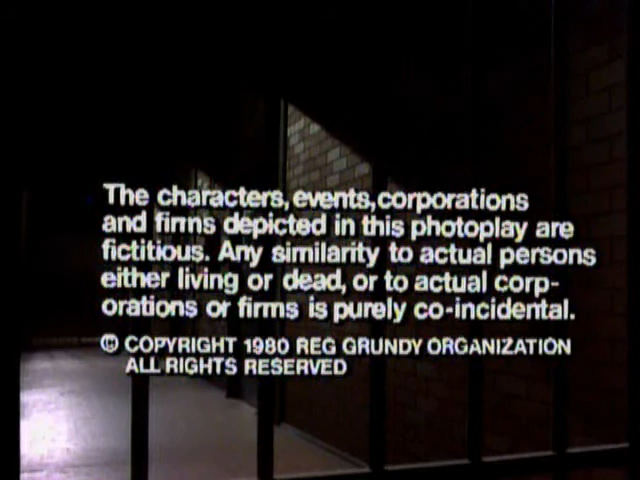 The characters, events, corporations
and firms depicted in this photoplay are
fictitious. Any similarity to actual persons
either living or dead, or to actual corp-
orations or firms is purely co-incidental.
© COPYRIGHT 1980 REG GRUNDY ORGANIZATION
ALL RIGHTS RESERVED